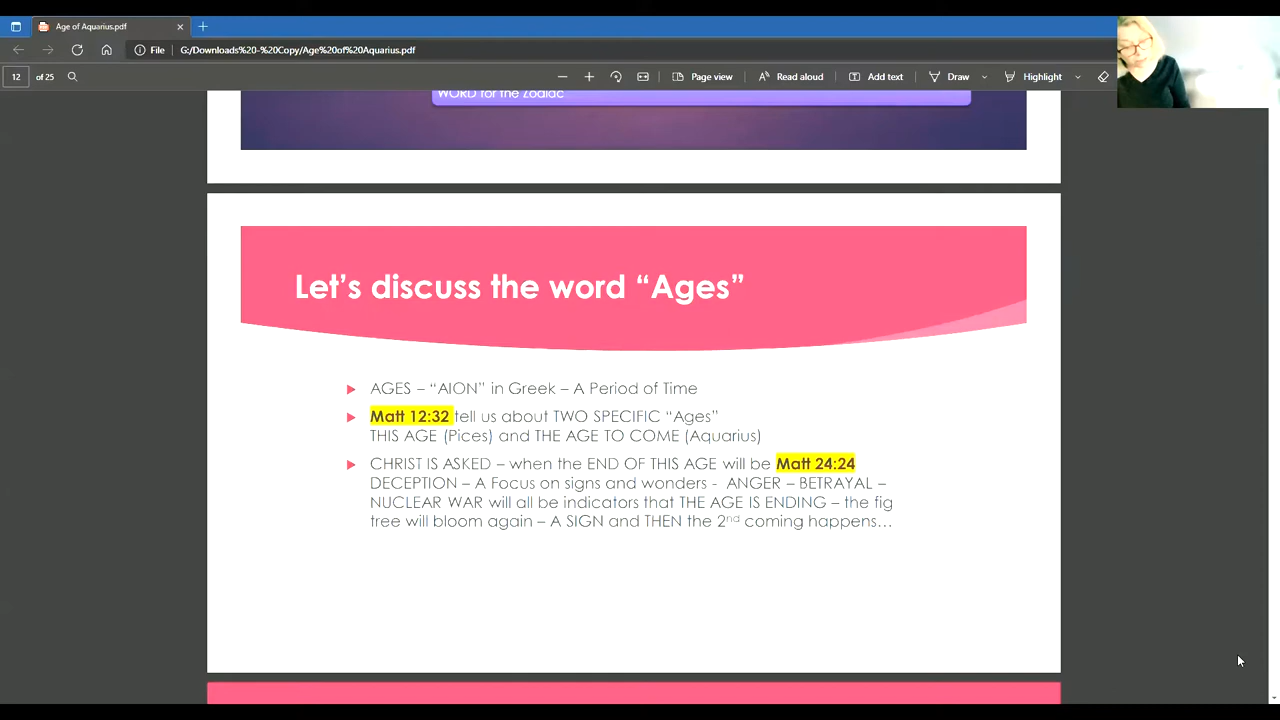 Age of Aquarius.pdf
File
G:/Downloads%20-%20Copy/Age%20of%20Aquarius.pdf
12 of 25
Page view
Read aloud
Add text
Draw
Highlight
WORD for the Zodiac
Let's discuss the word “Ages”
AGES – “AION” in Greek – A Period of Time
Matt 12:32 tell us about TWO SPECIFIC “Ages”
THIS AGE (Pices) and THE AGE TO COME (Aquarius)
CHRIST IS ASKED – when the END OF THIS AGE will be Matt 24:24
DECEPTION – A Focus on signs and wonders - ANGER – BETRAYAL –
NUCLEAR WAR will all be indicators that THE AGE IS ENDING – the fig
tree will bloom again – A SIGN and THEN the 2nd coming happens…